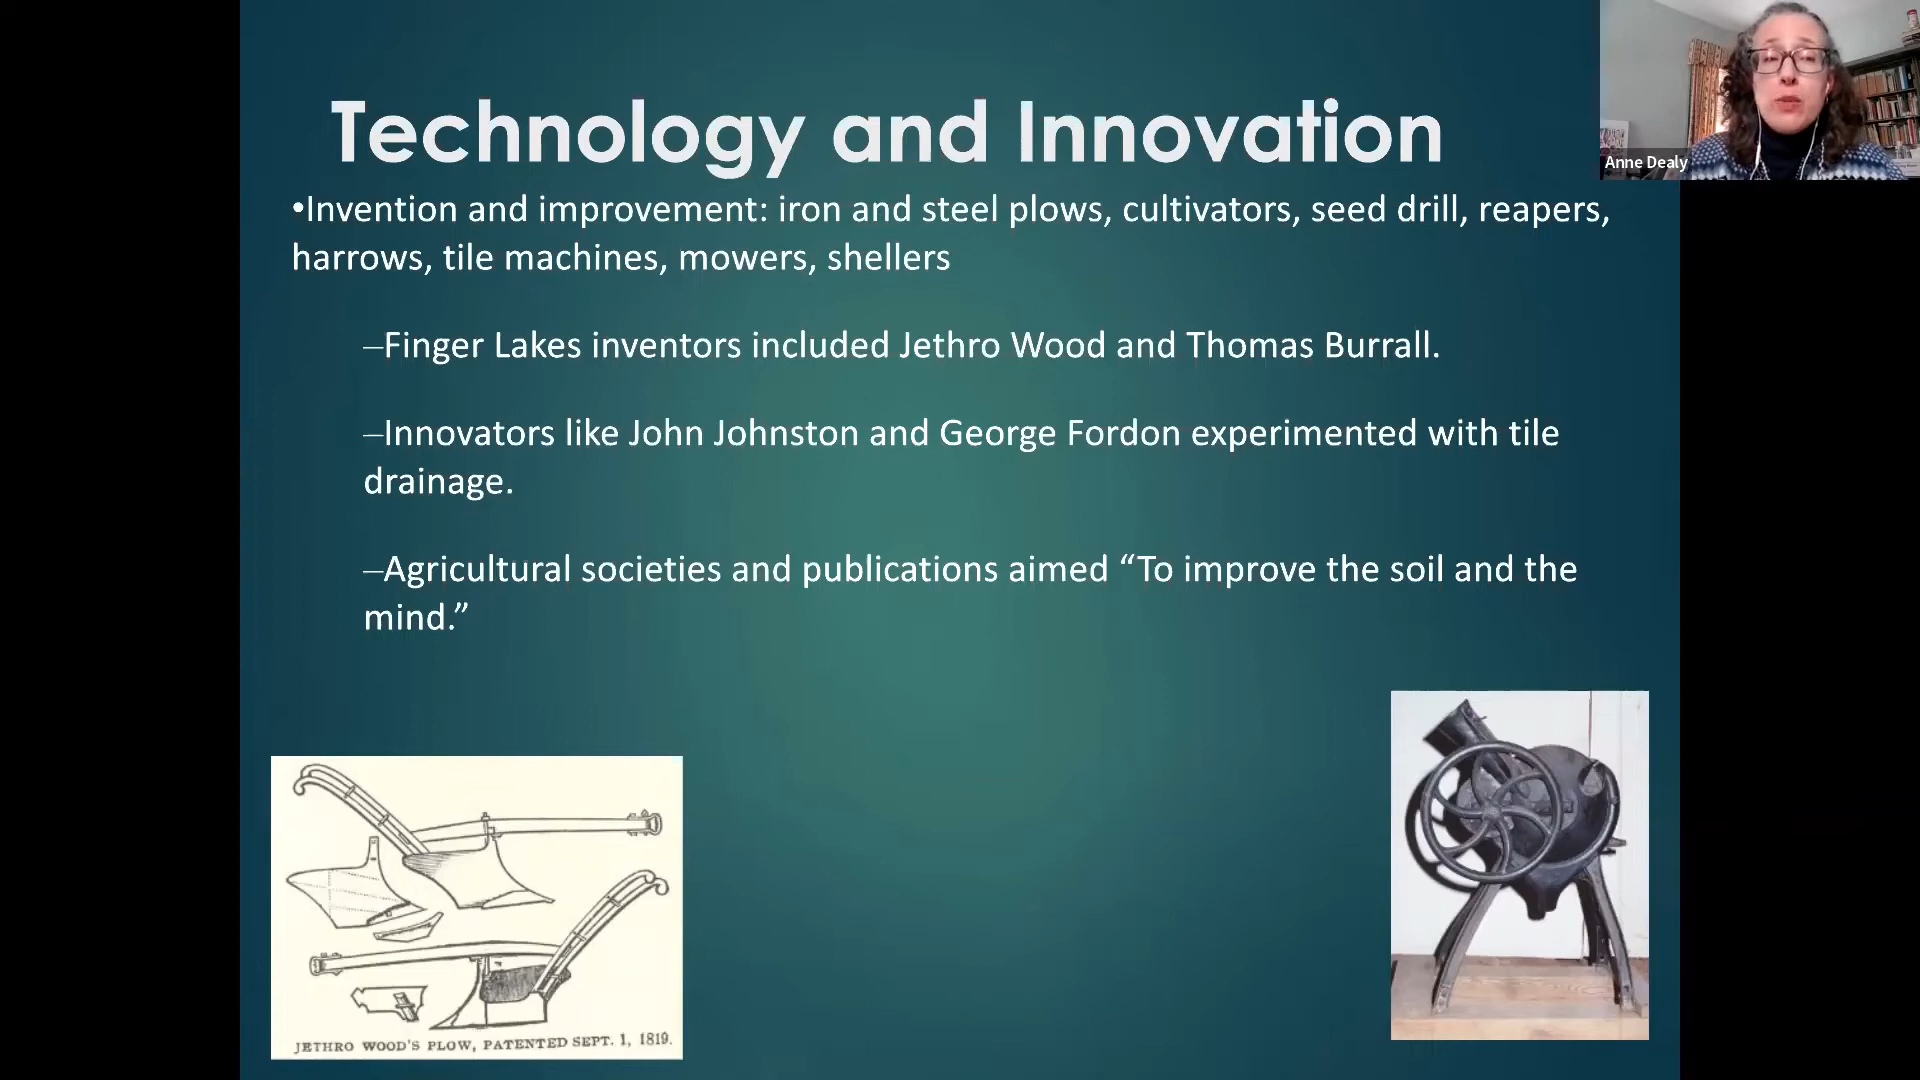 Technology and Innovation
Anne Dealy
•Invention and improvement: iron and steel plows, cultivators, seed drill, reapers,
harrows, tile machines, mowers, shellers
–Finger Lakes inventors included Jethro Wood and Thomas Burrall.
–Innovators like John Johnston and George Fordon experimented with tile
drainage.
–Agricultural societies and publications aimed “To improve the soil and the
mind.”
JETHRO WOOD'S PLOW, PATENTED SEPT. 1, 1819.